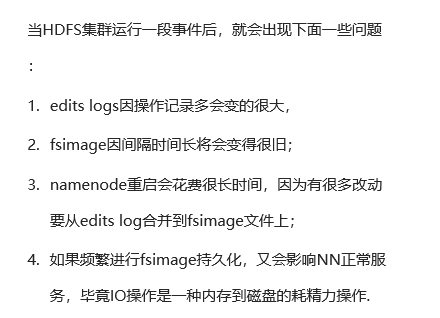 当HDFS集群运行一段事件后，就会出现下面一些问题
：
1. edits logs因操作记录多会变的很大，
2. fsimage因间隔时间长将会变得很旧；
3. namenode重启会花费很长时间，因为有很多改动
要从edits log合并到fsimage文件上；
4. 如果频繁进行fsimage持久化，又会影响NN正常服
务，毕竟IO操作是一种内存到磁盘的耗精力操作.